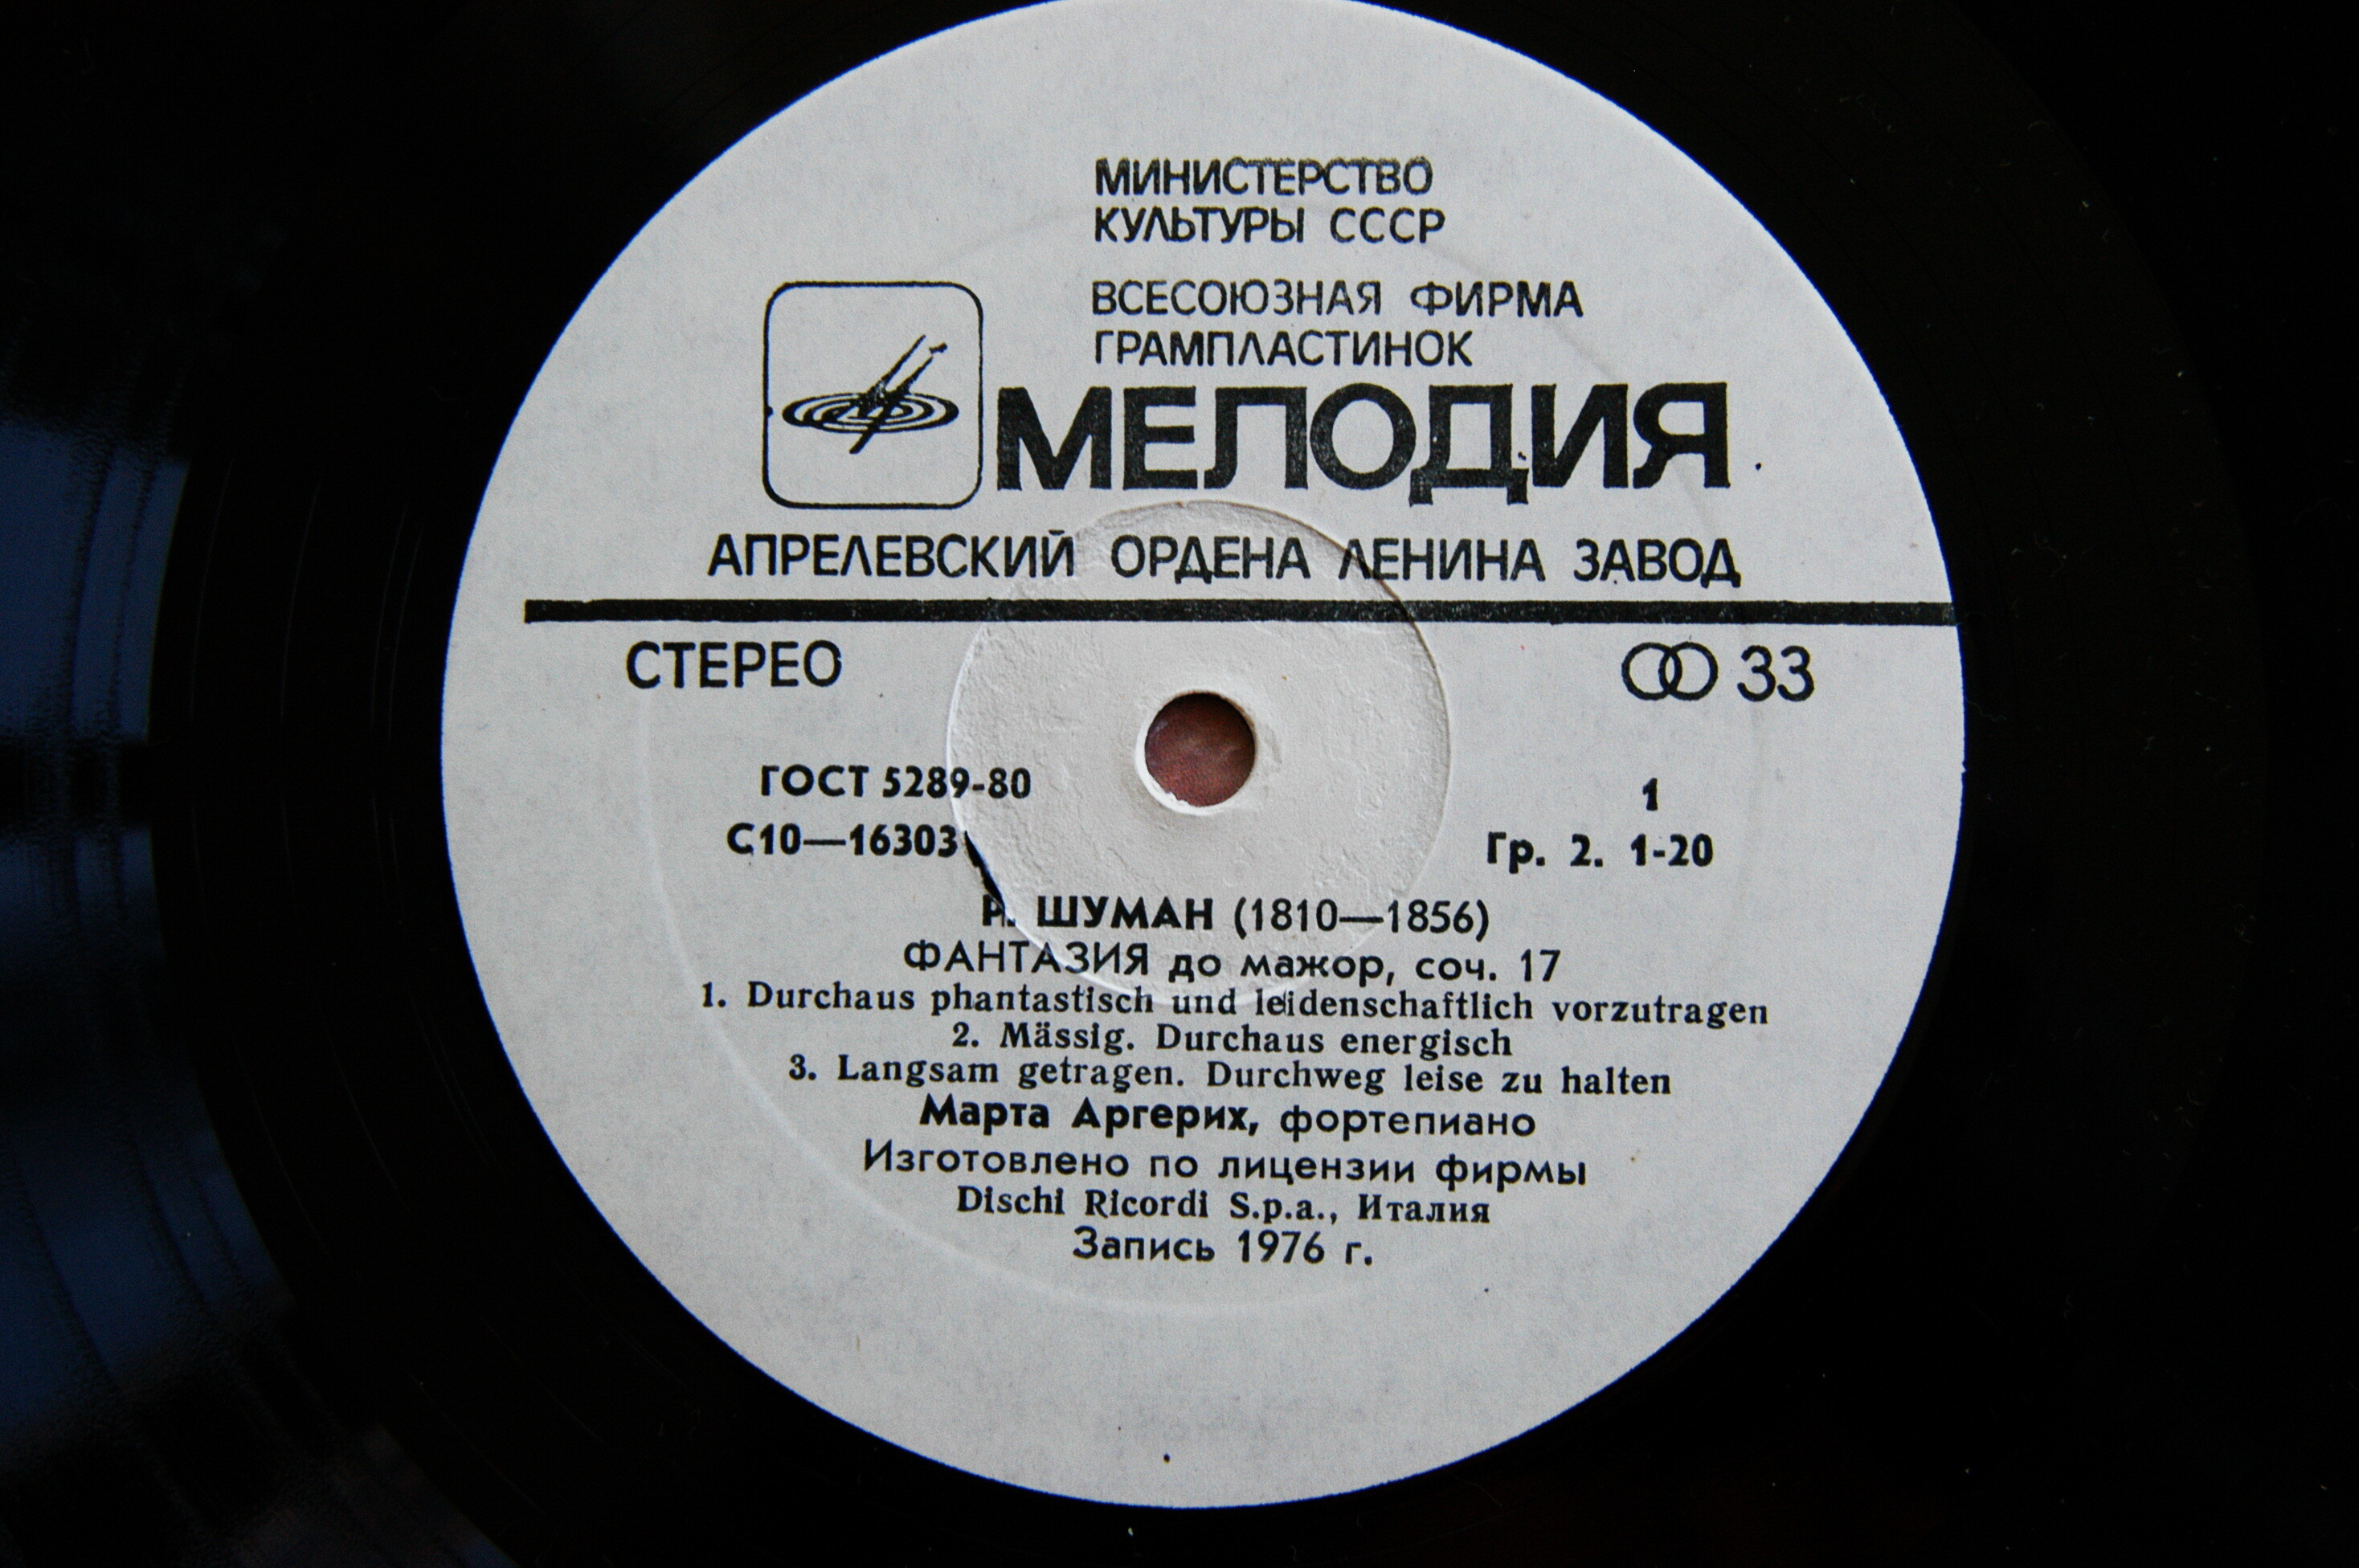 МИНИСТЕРСТВО
КУЛЬТУРЫ СССР
ВСЕСОЮЗНАЯ ФИРМА
ГРАМПЛАСТИНОК
МЕЛОДИЯ
АПРЕЛЕВСКИЙ ОРДЕНА ЛЕНИНА ЗАВОД
СТЕРЕО 33
ГОСТ 5289-80 1
С10—16303 Гр. 2. 1-20
Р. ШУМАН (1810—1856)
ФАНТАЗИЯ до мажор, соч. 17
1. Durchaus phantastisch und leidenschaftlich vorzutragen
2. Mässig. Durchaus energisch
3. Langsam getragen. Durchweg leise zu halten
Марта Аргерих, фортепиано
Изготовлено по лицензии фирмы
Dischi Ricordi S.p.a., Италия
Запись 1976 г.